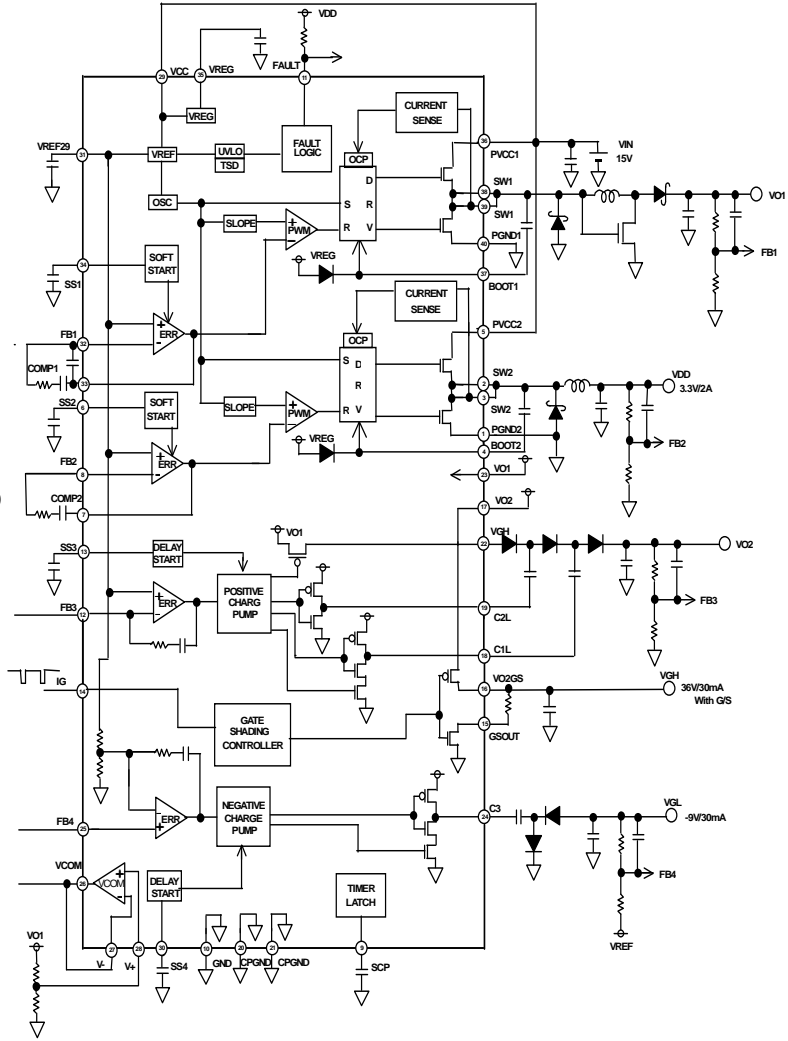 VDD
29
VCC
35
VREG
FAULT
11
VREG
CURRENT
SENSE
VREF29
31
VREF
UVLO
TSD
FAULT
LOGIC
OCP
36
PVCC1
VIN
15V
D
S R
R V
SW1
38
39
SW1
VO1
OSC
SLOPE
+
-
PWM
PGND1
40
FB1
34
SS1
SOFT
START
VREG
37
BOOT1
CURRENT
SENSE
PVCC2
5
FB1
32
+
-
ERR
OCP
S D
R
R V
SW2
2
3
SW2
VDD
3.3V/2A
COMP1
33
SS2
6
SOFT
START
SLOPE
+
-
PWM
PGND2
1
FB2
VREG
BOOT2
4
FB2
8
+
-
ERR
23
VO1
COMP2
7
17
VO2
SS3
13
DELAY
START
VO1
VGH
22
VO2
FB3
12
+
-
ERR
POSITIVE
CHARG
PUMP
19
C2L
FB3
C1L
18
IG
14
VO2GS
16
VGH
36V/30mA
With G/S
GATE
SHADING
CONTROLLER
15
GSOUT
FB4
25
-
+
ERR
NEGATIVE
CHARGE
PUMP
C3
24
VGL
-9V/30mA
VCOM
26
VCOM
+
-
DELAY
START
TIMER
LATCH
FB4
VREF
VO1
27
V-
28
V+
30
SS4
10
GND
20
CPGND
21
CPGND
9
SCP